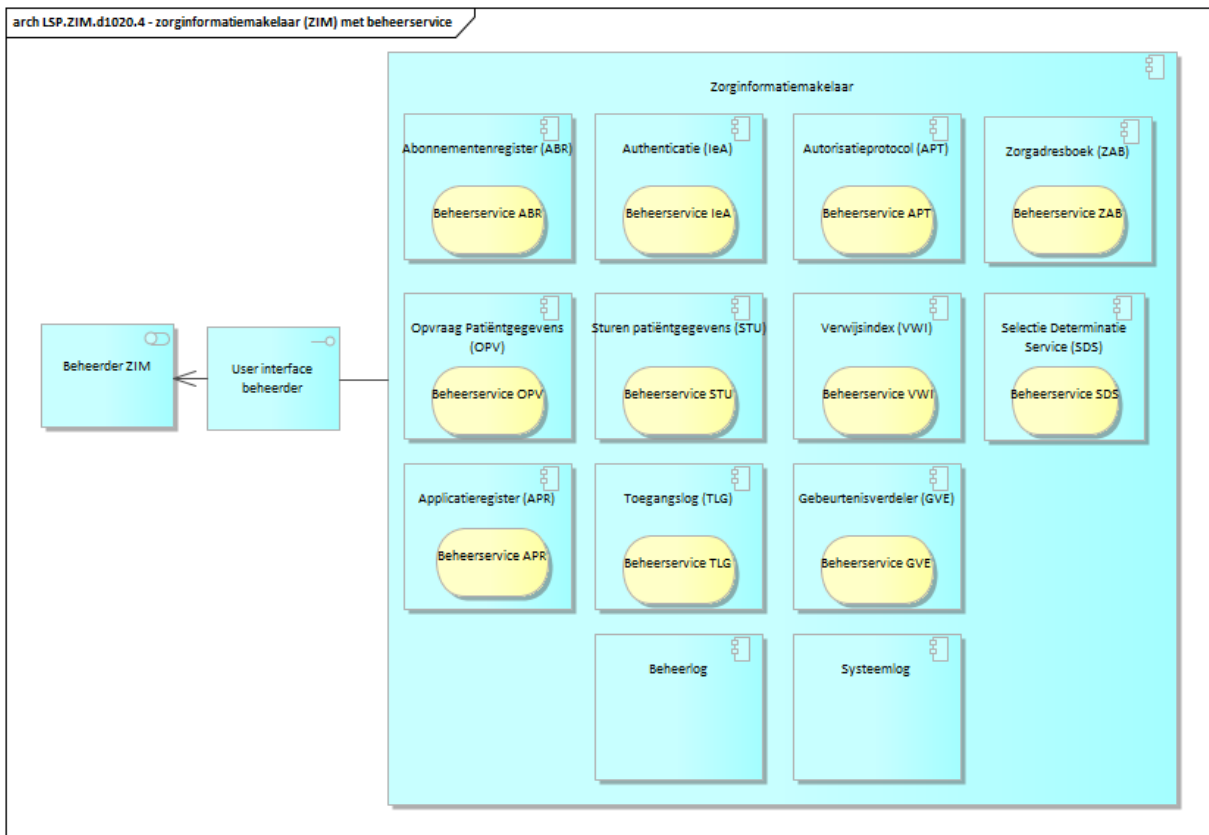 arch LSP.ZIM.d1020.4 - zorginformatiemakelaar (ZIM) met beheerservice
Zorginformatiemakelaar
Abonnementenregister (ABR)
Beheerservice ABR
Authenticatie (IeA)
Beheerservice IeA
Autorisatieprotocol (APT)
Beheerservice APT
Zorgadresboek (ZAB)
Beheerservice ZAB
Beheerder ZIM
User interface
beheerder
Opvraag Patiëntgegevens
(OPV)
Beheerservice OPV
Sturen patiëntgegevens (STU)
Beheerservice STU
Verwijsindex (VWI)
Beheerservice VWI
Selectie Determinatie
Service (SDS)
Beheerservice SDS
Applicatieregister (APR)
Beheerservice APR
Toegangslog (TLG)
Beheerservice TLG
Gebeurtenisverdeler (GVE)
Beheerservice GVE
Beheerlog
Systeemlog